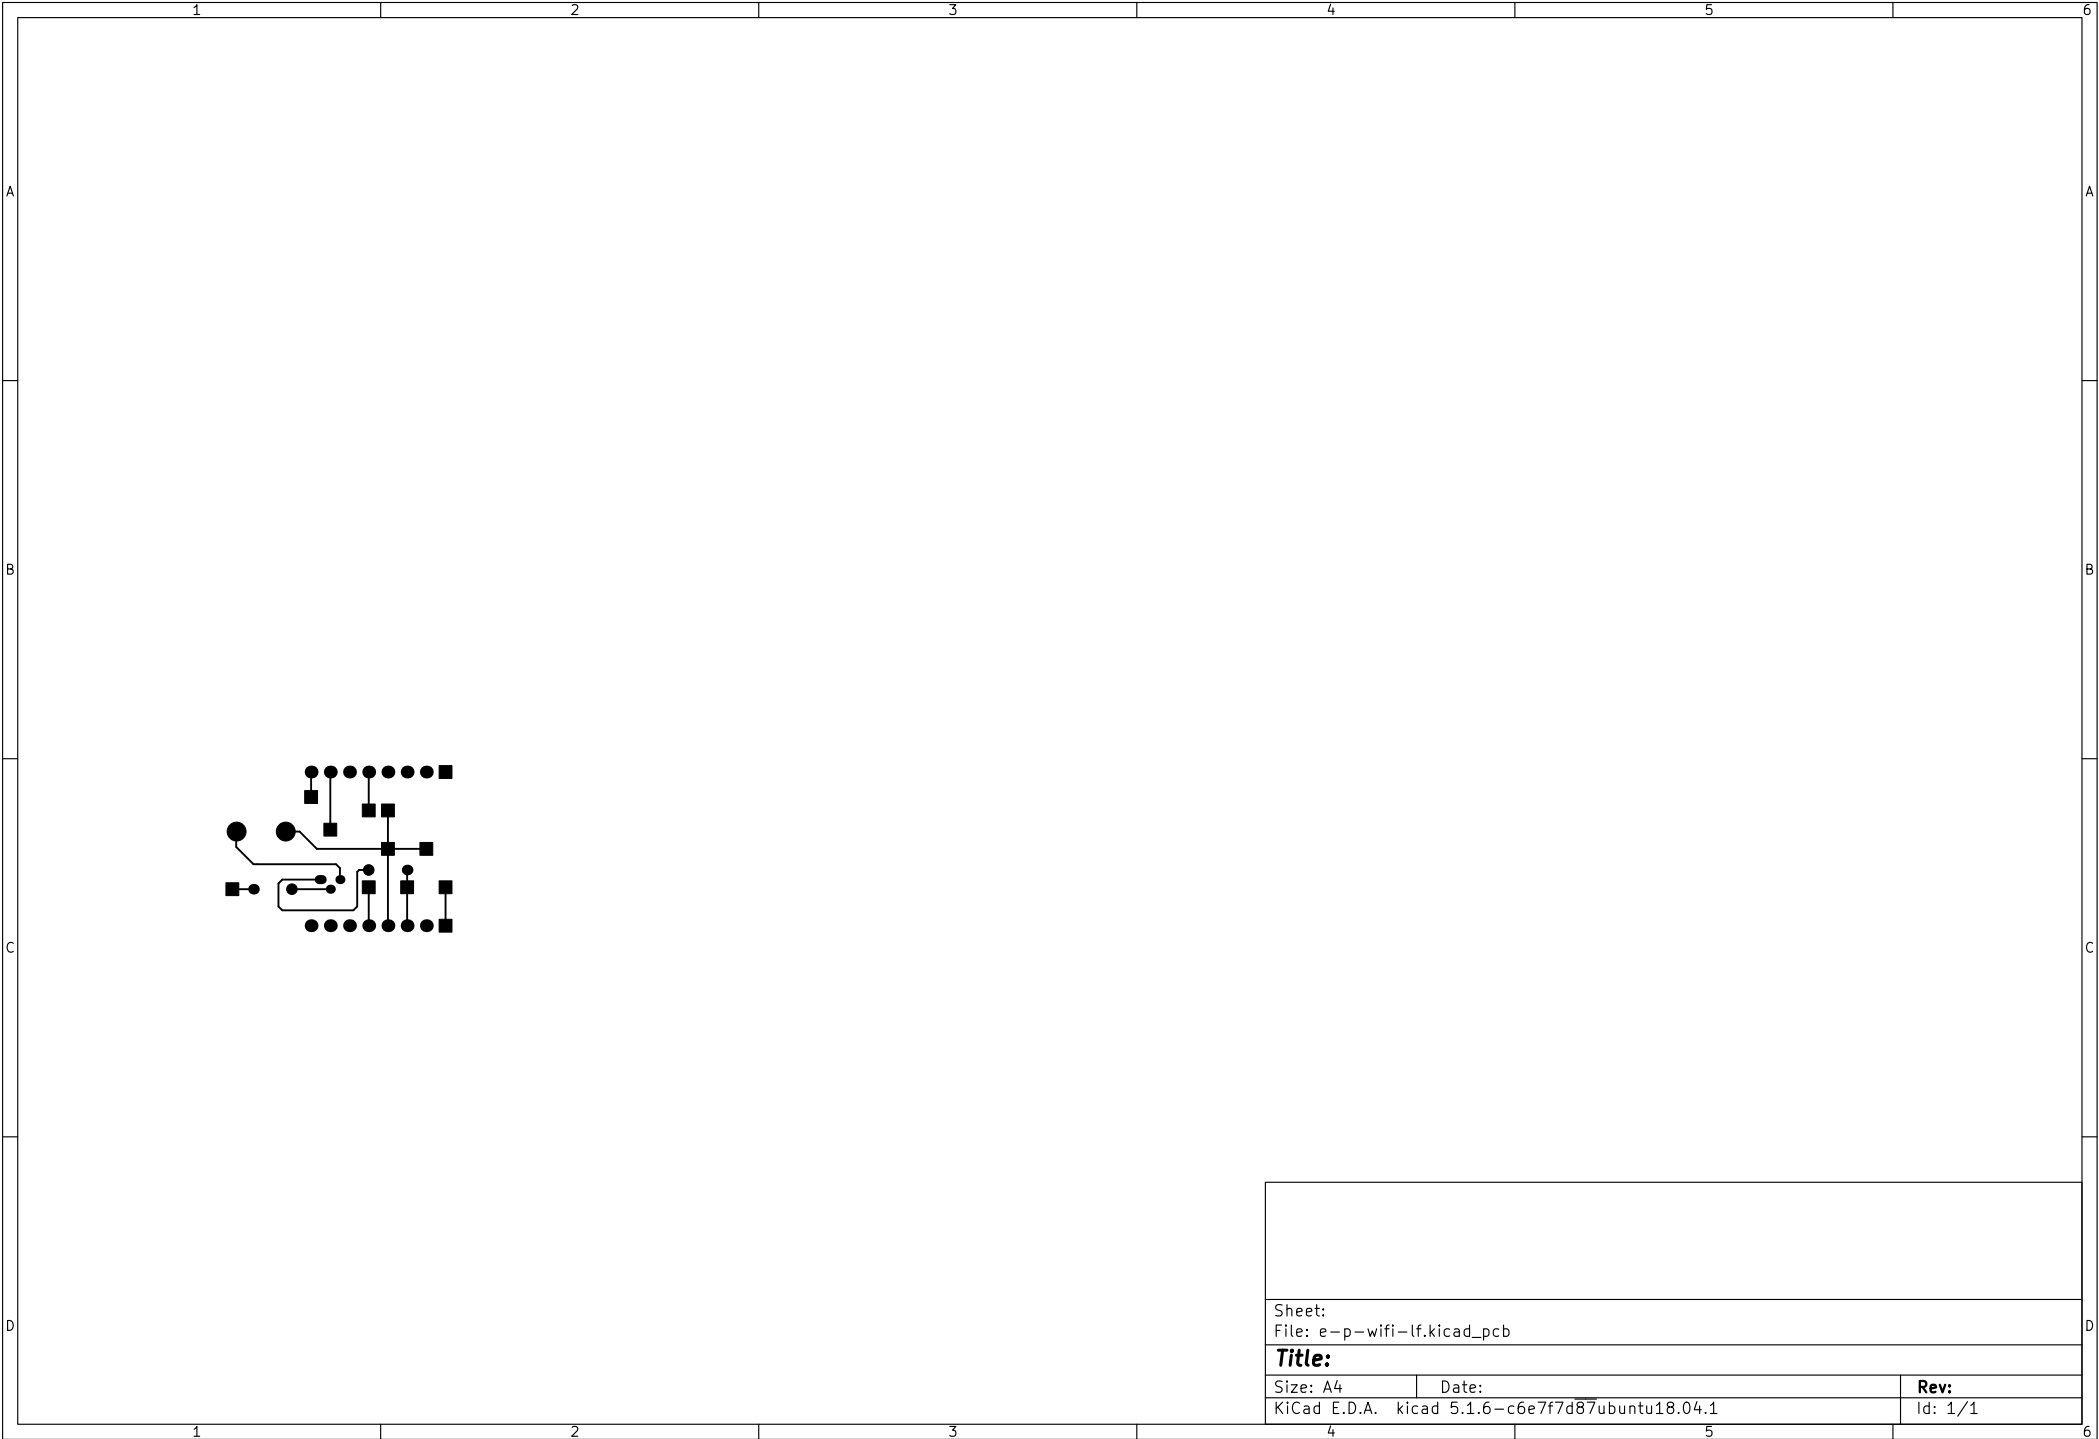 1 2 3 4 5 6
A A
B B
C C
D D
Sheet:
File: e-p-wifi-lf.kicad_pcb
Title:
Size: A4 Date: Rev:
KiCad E.D.A. kicad 5.1.6-c6e7f7d87ubuntu18.04.1 Id: 1/1
1 2 3 4 5 6